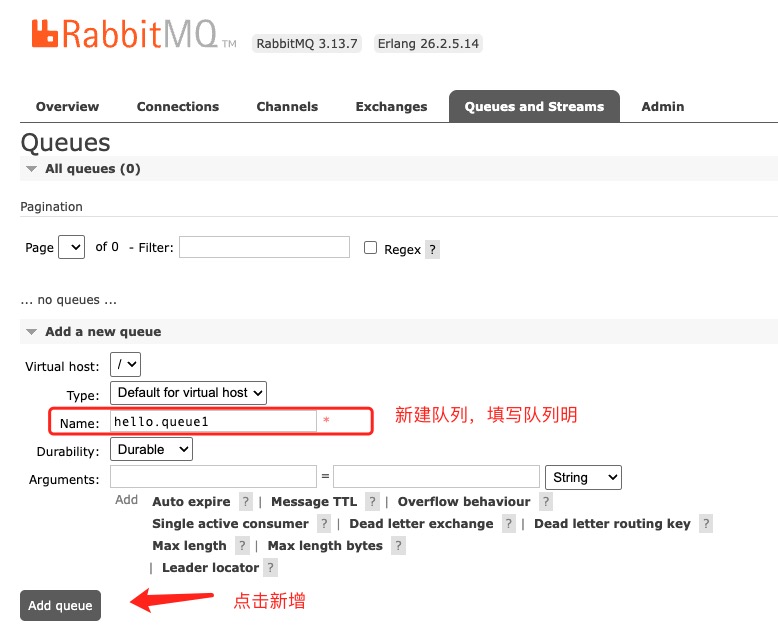 RabbitMQ TM RabbitMQ 3.13.7 Erlang 26.2.5.14
Overview Connections Channels Exchanges Queues and Streams Admin
Queues
All queues (0)
Pagination
Page of 0 - Filter: Regex ?
... no queues ...
Add a new queue
Virtual host: /
Type: Default for virtual host
Name: hello.queue1 * 新建队列，填写队列明
Durability: Durable
Arguments: = String
Add Auto expire ? | Message TTL ? | Overflow behaviour ?
Single active consumer ? | Dead letter exchange ? | Dead letter routing key ?
Max length ? | Max length bytes ?
| Leader locator ?
Add queue 点击新增